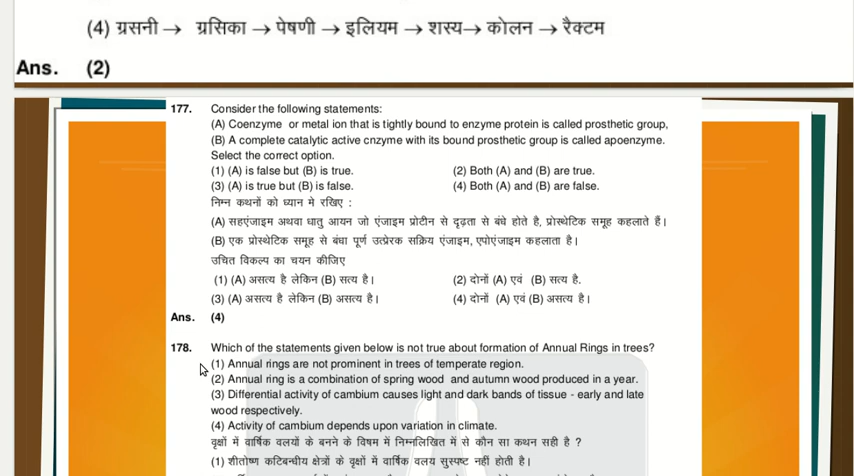 (4) ग्रसनी → ग्रसिका → पेषणी → इलियम → शस्य→ कोलन → रैक्टम
Ans. (2)
177. Consider the following statements:
(A) Coenzyme or metal ion that is tightly bound to enzyme protein is called prosthetic group,
(B) A complete catalytic active cnzyme with its bound prosthetic group is called apoenzyme.
Select the correct option.
(1) (A) is false but (B) is true. (2) Both (A) and (B) are true.
(3) (A) is true but (B) is false. (4) Both (A) and (B) are false.
निम्न कथनों को ध्यान मे रखिए :
(A) सहएंजाइम अथवा धातु आयन जो एंजाइम प्रोटीन से दृढ़ता से बंधे होते है, प्रोस्थेटिक समूह कहलाते हैं।
(B) एक प्रोस्थेटिक समूह से बंधा पूर्ण उत्प्रेरक सक्रिय एंजाइम, एपोएंजाइम कहलाता है।
उचित विकल्प का चयन कीजिए
(1) (A) असत्य है लेकिन (B) सत्य है। (2) दोनों (A) एवं (B) सत्य है.
(3) (A) असत्य है लेकिन (B) असत्य है। (4) दोनों (A) एवं (B) असत्य है।
Ans. (4)
178. Which of the statements given below is not true about formation of Annual Rings in trees?
(1) Annual rings are not prominent in trees of temperate region.
(2) Annual ring is a combination of spring wood and autumn wood produced in a year.
(3) Differential activity of cambium causes light and dark bands of tissue - early and late
wood respectively.
(4) Activity of cambium depends upon variation in climate.
वृक्षों में वार्षिक वलयों के बनने के विषम में निम्नलिखित में से कौन सा कथन सही है ?
(1) शीतोष्ण कटिबन्धीय क्षेत्रों के वृक्षों में वार्षिक वलय सुस्पष्ट नहीं होती है।